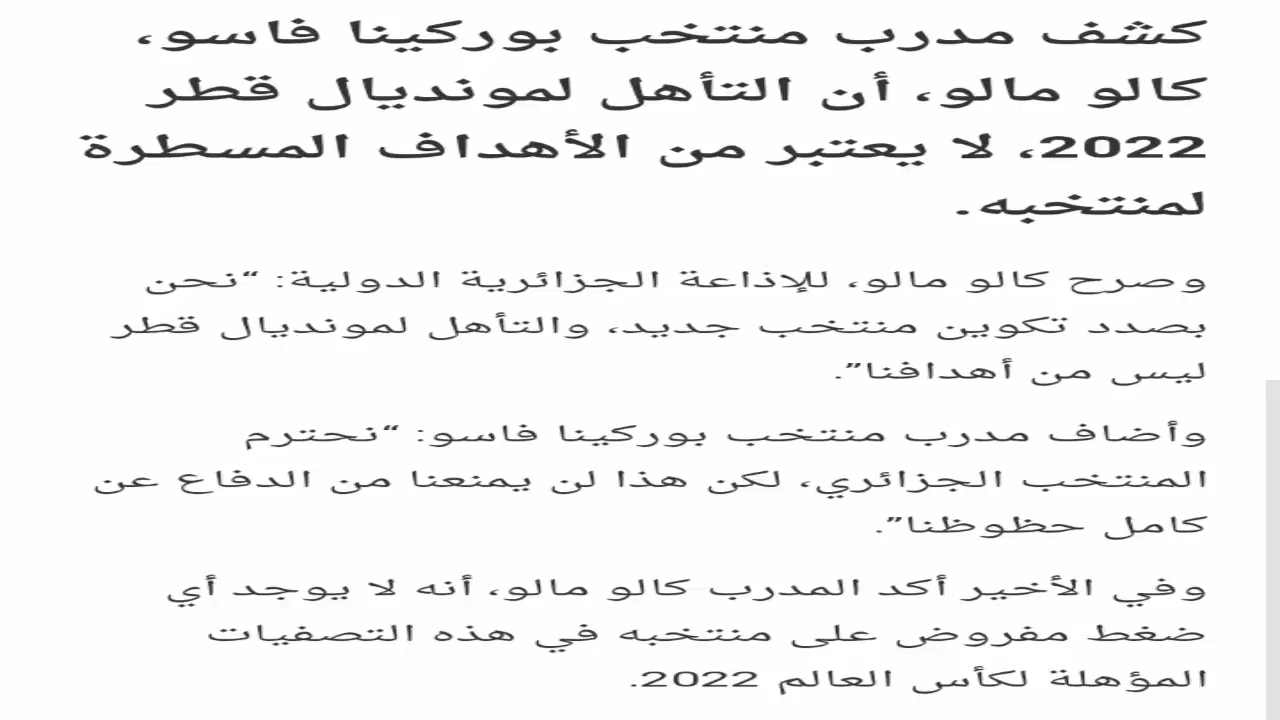 كشف مدرب منتخب بوركينا فاسو،
كالو مالو، أن التأهل لمونديال قطر
2022، لا يعتبر من الأهداف المسطرة
لمنتخبه.
وصرح كالو مالو، للإذاعة الجزائرية الدولية: “نحن
بصدد تكوين منتخب جديد، والتأهل لمونديال قطر
ليس من أهدافنا”.
وأضاف مدرب منتخب بوركينا فاسو: “نحترم
المنتخب الجزائري، لكن هذا لن يمنعنا من الدفاع عن
كامل حظوظنا”.
وفي الأخير أكد المدرب كالو مالو، أنه لا يوجد أي
ضغط مفروض على منتخبه في هذه التصفيات
المؤهلة لكأس العالم 2022.